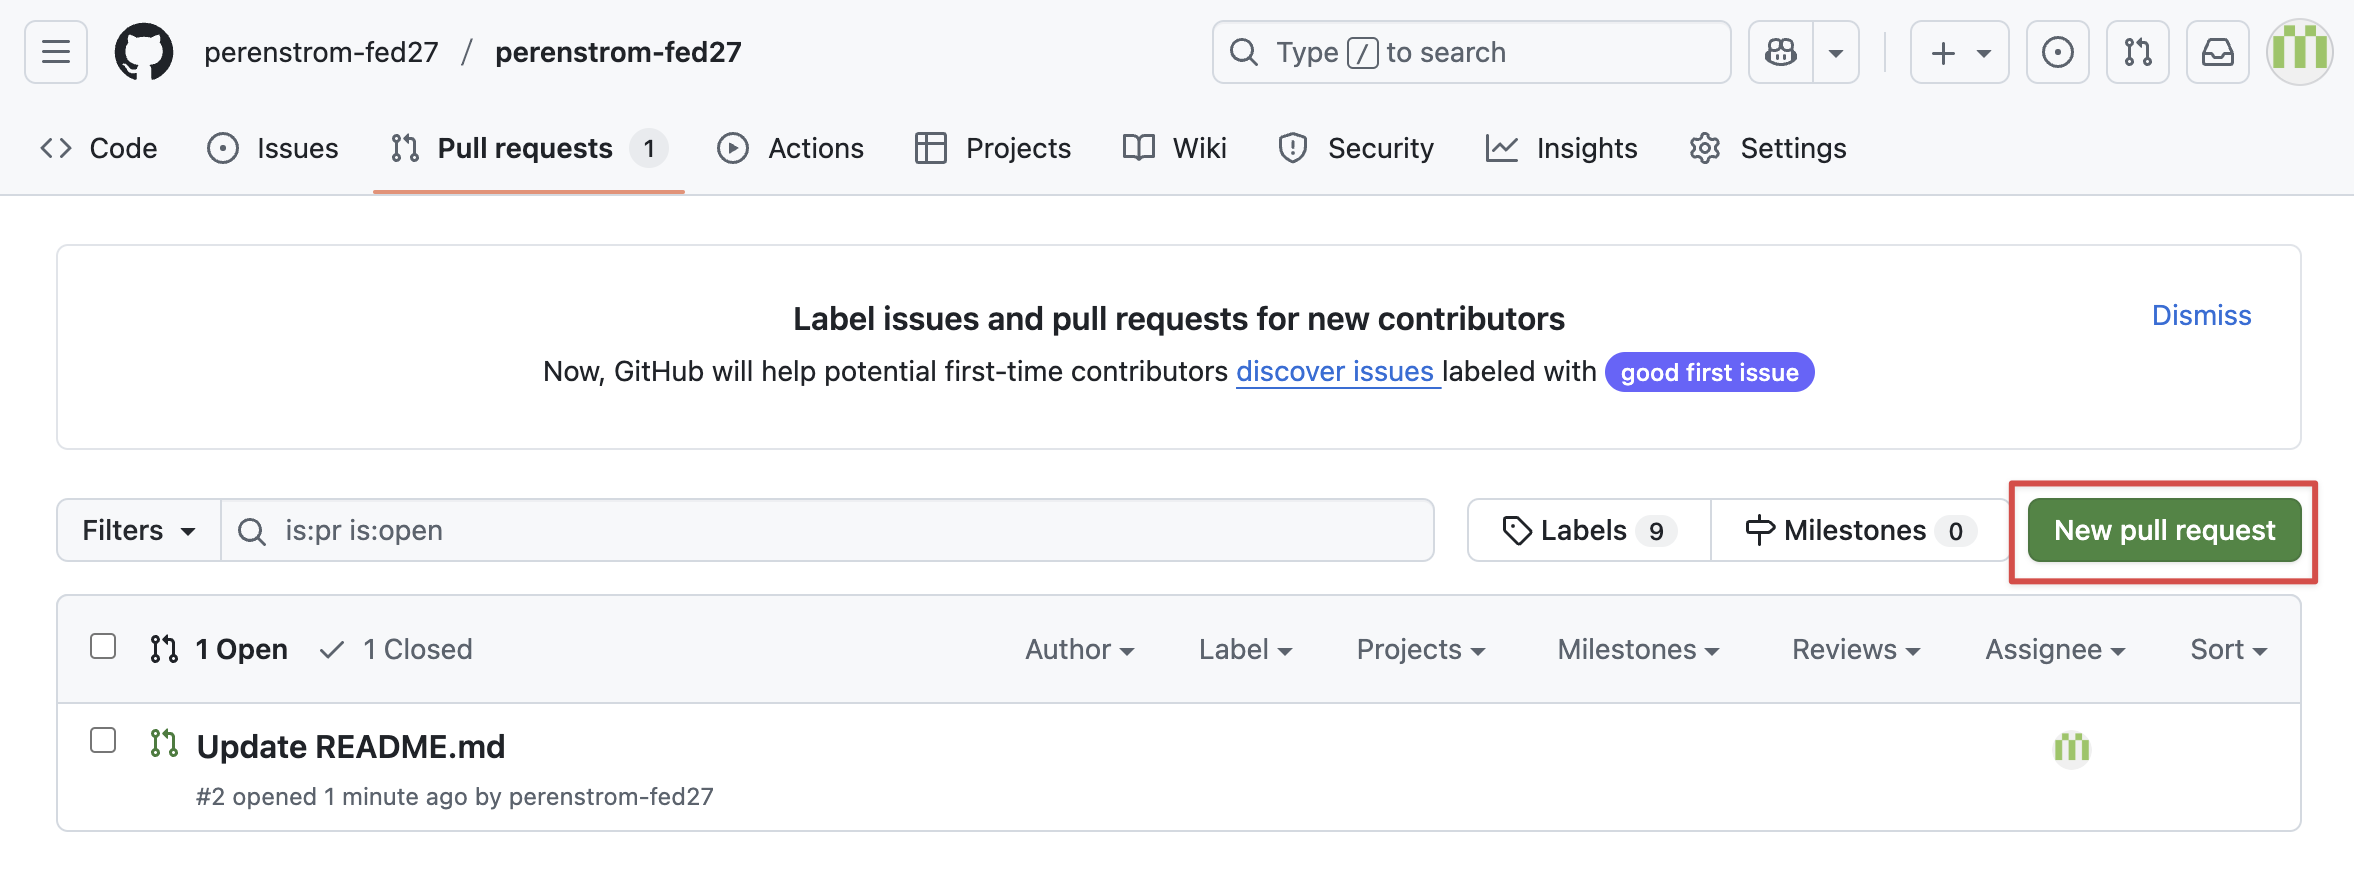 perenstrom-fed27 / perenstrom-fed27
Type / to search
Code Issues Pull requests 1 Actions Projects Wiki Security Insights Settings
Label issues and pull requests for new contributors
Dismiss
Now, GitHub will help potential first-time contributors discover issues labeled with good first issue
Filters is:pr is:open Labels 9 Milestones 0 New pull request
1 Open 1 Closed Author Label Projects Milestones Reviews Assignee Sort
Update README.md
#2 opened 1 minute ago by perenstrom-fed27